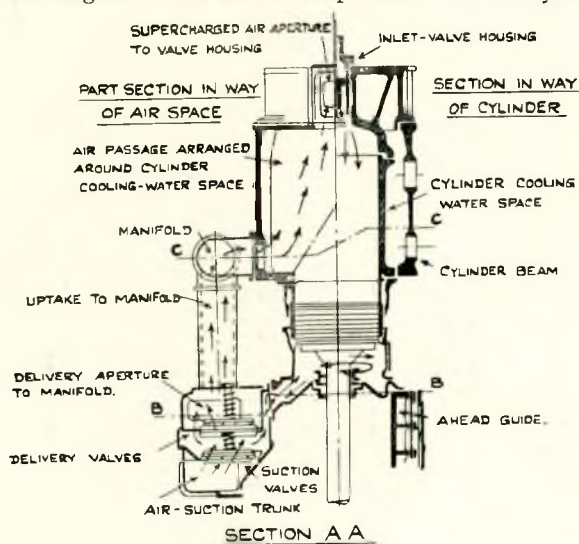 SUPERCHARGED AIR APERTURE
TO VALVE HOUSING
INLET-VALVE HOUSING
PART SECTION IN WAY
OF AIR SPACE
SECTION IN WAY
OF CYLINDER
AIR PASSAGE ARRANGED
AROUND CYLINDER
COOLING-WATER SPACE
CYLINDER COOLING
WATER SPACE
C
MANIFOLD
C
CYLINDER BEAM
UPTAKE TO MANIFOLD
DELIVERY APERTURE
TO MANIFOLD.
B
B
AHEAD GUIDE.
DELIVERY VALVES
SUCTION
VALVES
AIR-SUCTION TRUNK
SECTION A A